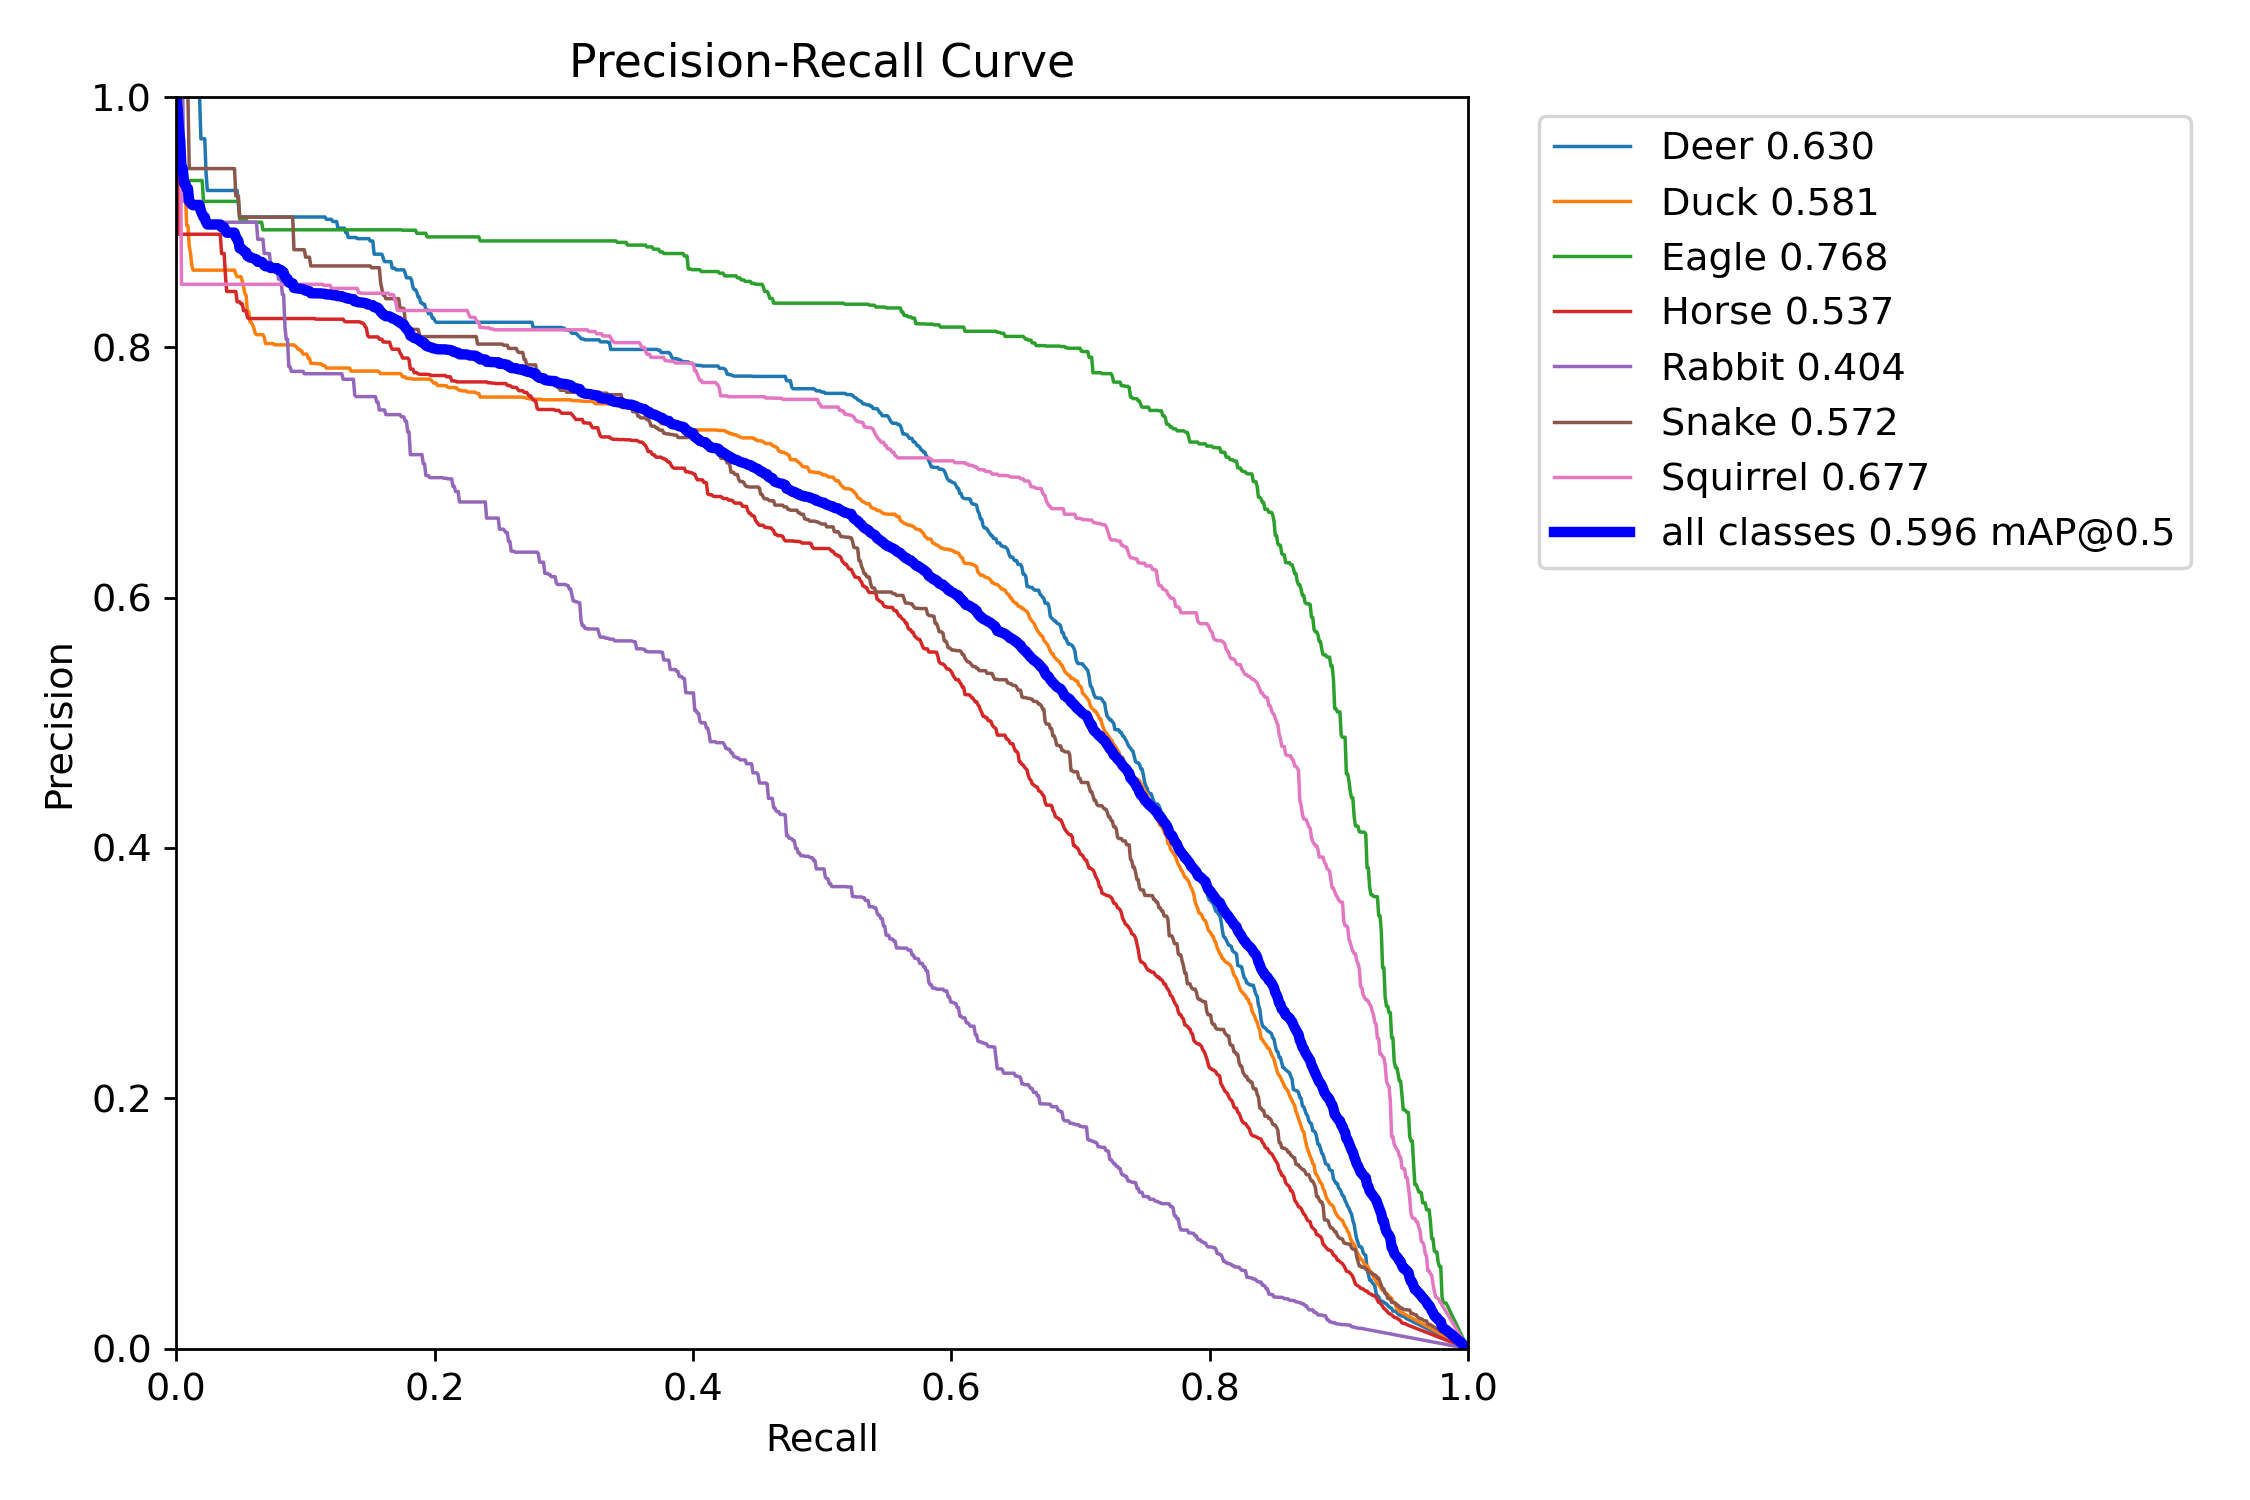 Precision-Recall Curve
1.0
0.8
0.6
0.4
0.2
0.0
Precision
0.0 0.2 0.4 0.6 0.8 1.0
Recall
Deer 0.630
Duck 0.581
Eagle 0.768
Horse 0.537
Rabbit 0.404
Snake 0.572
Squirrel 0.677
all classes 0.596 mAP@0.5